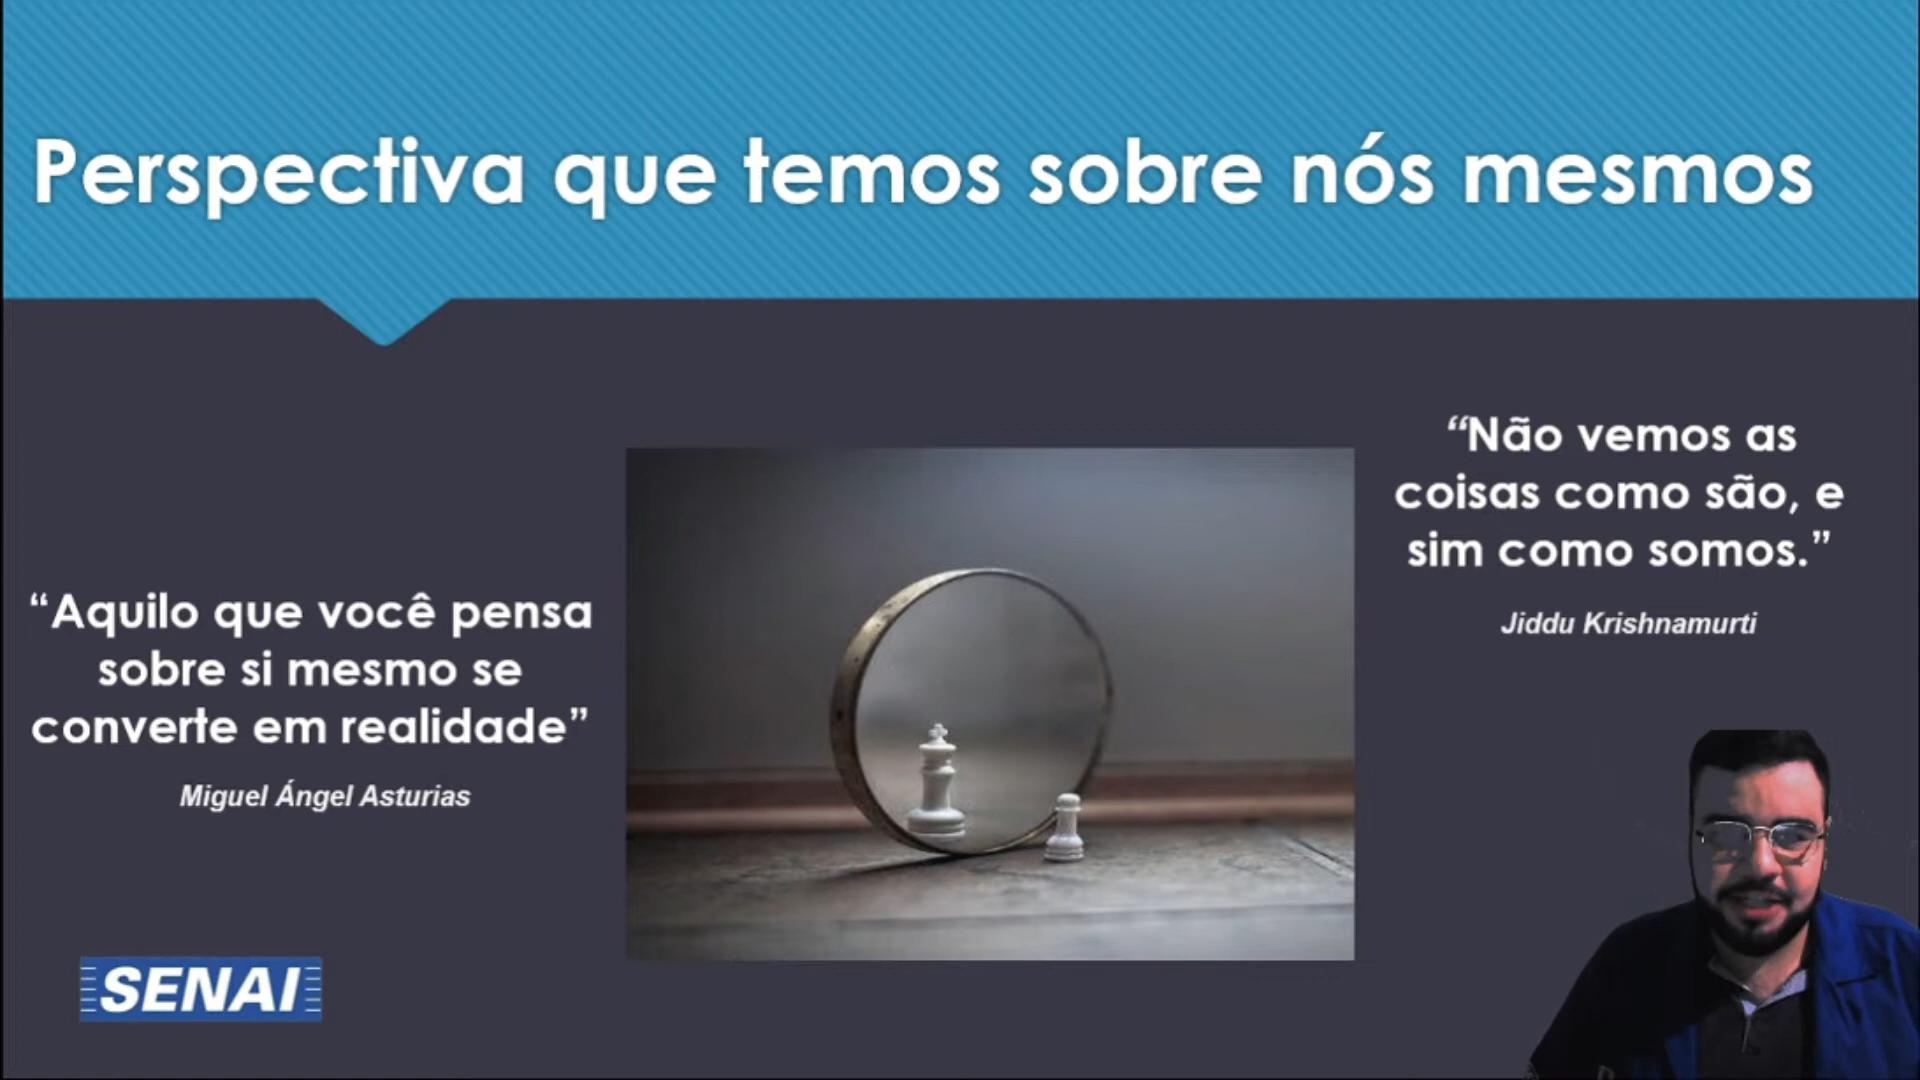 Perspectiva que temos sobre nós mesmos
“Aquilo que você pensa
sobre si mesmo se
converte em realidade”
Miguel Ángel Asturias
“Não vemos as
coisas como são, e
sim como somos.”
Jiddu Krishnamurti
SENAI